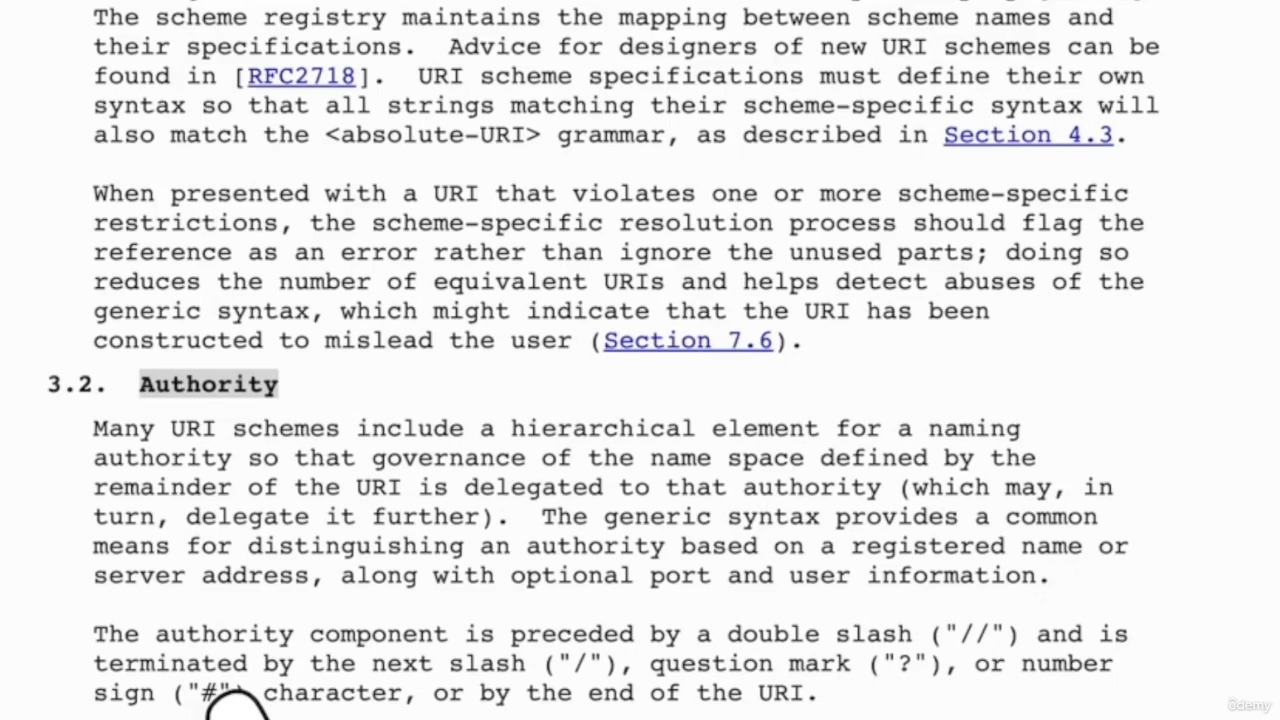 The scheme registry maintains the mapping between scheme names and
their specifications.  Advice for designers of new URI schemes can be
found in [RFC2718].  URI scheme specifications must define their own
syntax so that all strings matching their scheme-specific syntax will
also match the <absolute-URI> grammar, as described in Section 4.3.
When presented with a URI that violates one or more scheme-specific
restrictions, the scheme-specific resolution process should flag the
reference as an error rather than ignore the unused parts; doing so
reduces the number of equivalent URIs and helps detect abuses of the
generic syntax, which might indicate that the URI has been
constructed to mislead the user (Section 7.6).
3.2.  Authority
Many URI schemes include a hierarchical element for a naming
authority so that governance of the name space defined by the
remainder of the URI is delegated to that authority (which may, in
turn, delegate it further).  The generic syntax provides a common
means for distinguishing an authority based on a registered name or
server address, along with optional port and user information.
The authority component is preceded by a double slash ("//") and is
terminated by the next slash ("/"), question mark ("?"), or number
sign ("#") character, or by the end of the URI.
ûdemy